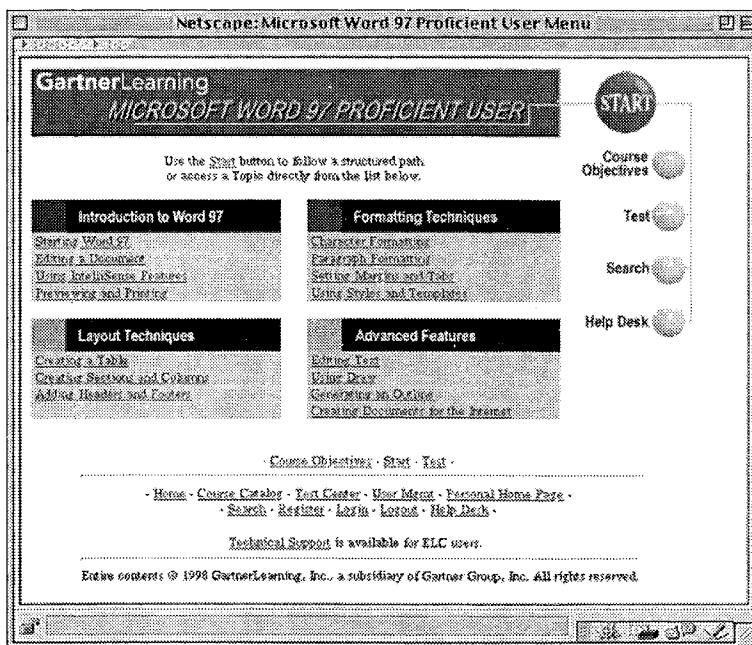 Netscape: Microsoft Word 97 Proficient User Menu
GartnerLearning
MICROSOFT WORD 97 PROFICIENT USER
START
Use the Start button to follow a structured path
or access a Topic directly from the list below.
Course
Objectives
Test
Search
Help Desk
Introduction to Word 97
Starting Word 97
Editing a Document
Using IntelliSense Features
Previewing and Printing
Formatting Techniques
Character Formatting
Paragraph Formatting
Setting Margins and Tabs
Using Styles and Templates
Layout Techniques
Creating a Table
Creating Sections and Columns
Adding Headers and Footers
Advanced Features
Editing Text
Using Draw
Generating an Outline
Creating Documents for the Internet
· Course Objectives · Start · Test ·
· Home · Course Catalog · Test Center · User Mgmt · Personal Home Page ·
· Search · Register · Login · Logout · Help Desk ·
Technical Support is available for ELC users.
Entire contents © 1998 GartnerLearning, Inc., a subsidiary of Gartner Group, Inc. All rights reserved.